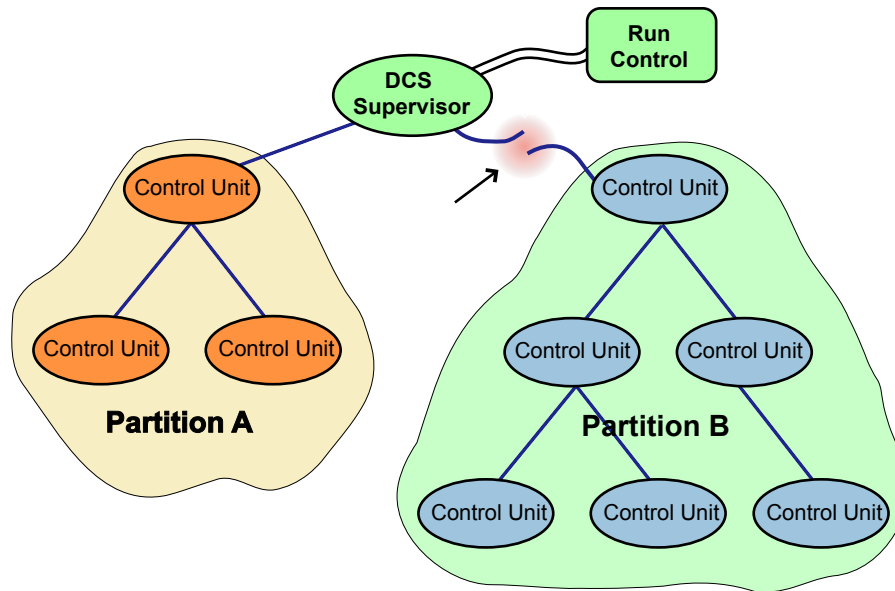 Run
Control
DCS
Supervisor
Control Unit
Control Unit
Control Unit
Control Unit
Control Unit
Control Unit
Partition A
Partition B
Control Unit
Control Unit
Control Unit